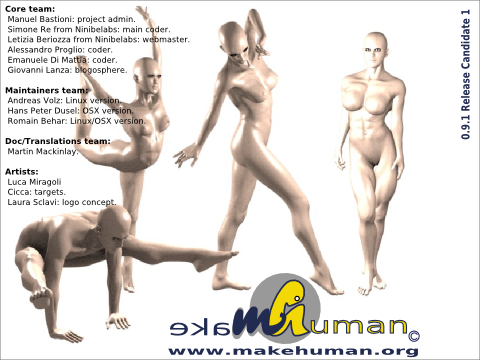 Core team:
Manuel Bastioni: project admin.
Simone Re from Ninibelabs: main coder.
Letizia Beriozza from Ninibelabs: webmaster.
Alessandro Proglio: coder.
Emanuele Di Mattia: coder.
Giovanni Lanza: blogosphere.
Maintainers team:
Andreas Volz: Linux version.
Hans Peter Dusel: OSX version.
Romain Behar: Linux/OSX version.
Doc/Translations team:
Martin Mackinlay.
Artists:
Luca Miragoli
Cicca: targets.
Laura Sclavi: logo concept.
0.9.1 Release Candidate 1
make human ©
www.makehuman.org